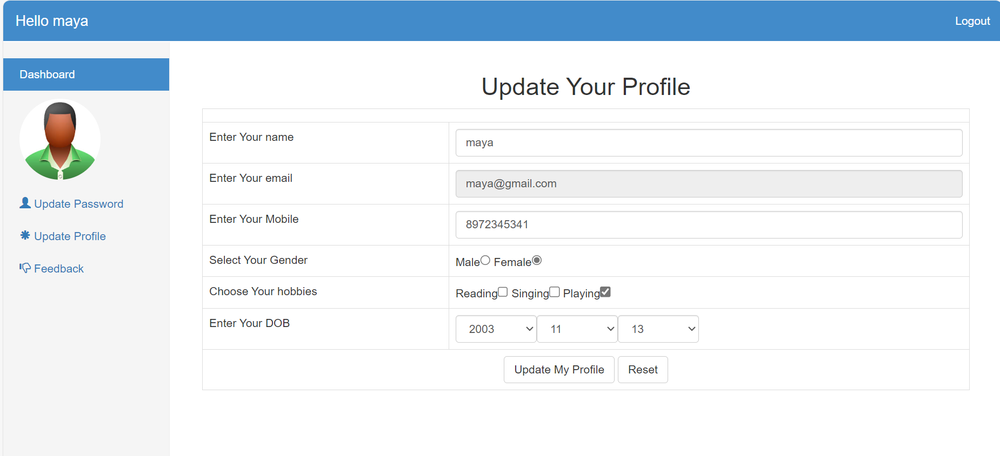 Hello maya
Logout
Dashboard
Update Password
Update Profile
Feedback
Update Your Profile
Enter Your name
maya
Enter Your email
maya@gmail.com
Enter Your Mobile
8972345341
Select Your Gender
Male Female
Choose Your hobbies
Reading Singing Playing
Enter Your DOB
2003 11 13
Update My Profile Reset